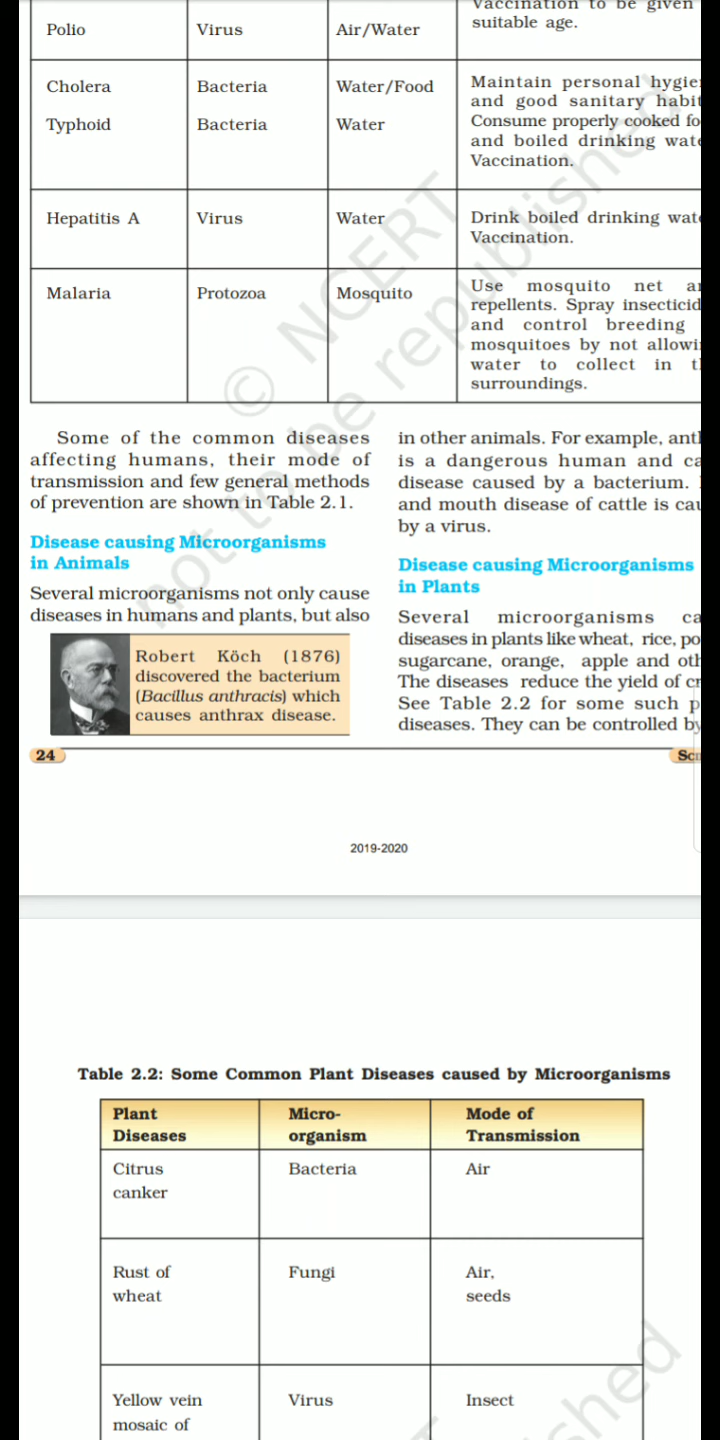 Vaccination to be given
Polio Virus Air/Water suitable age.
Cholera Bacteria Water/Food Maintain personal
and good sanitary
Typhoid Bacteria Water Consume properly cooked
and boiled drinking
Vaccination.
Hepatitis A Virus Water Drink boiled drinking
Vaccination.
Malaria Protozoa Mosquito Use mosquito net
repellents. Spray
and control breeding
mosquitoes by not
water to collect in
surroundings.
Some of the common diseases
affecting humans, their mode of
transmission and few general methods
of prevention are shown in Table 2.1.
Disease causing Microorganisms
in Animals
Several microorganisms not only cause
diseases in humans and plants, but also
Robert Köch (1876)
discovered the bacterium
(Bacillus anthracis) which
causes anthrax disease.
in other animals. For example,
is a dangerous human and
disease caused by a bacterium.
and mouth disease of cattle is
by a virus.
Disease causing Microorganisms
in Plants
Several microorganisms
diseases in plants like wheat, rice,
sugarcane, orange, apple and
The diseases reduce the yield of
See Table 2.2 for some such
diseases. They can be controlled by
24
© NCERT
not to be republished
2019-2020
Table 2.2: Some Common Plant Diseases caused by Microorganisms
Plant Micro- Mode of
Diseases organism Transmission
Citrus Bacteria Air
canker
Rust of Fungi Air,
wheat seeds
Yellow vein Virus Insect
mosaic of